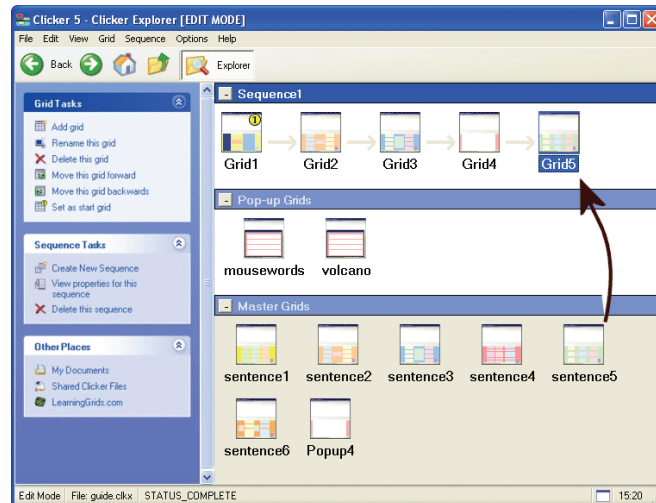 Clicker 5 - Clicker Explorer [EDIT MODE]
File Edit View Grid Sequence Options Help
Back Explorer
Grid Tasks
Add grid
Rename this grid
Delete this grid
Move this grid forward
Move this grid backwards
Set as start grid
Sequence Tasks
Create New Sequence
View properties for this
sequence
Delete this sequence
Other Places
My Documents
Shared Clicker Files
LearningGrids.com
- Sequence1
1
Grid1 Grid2 Grid3 Grid4 Grid5
- Pop-up Grids
mousewords volcano
- Master Grids
sentence1 sentence2 sentence3 sentence4 sentence5
sentence6 Popup4
Edit Mode File: guide.clkx STATUS_COMPLETE 15:20